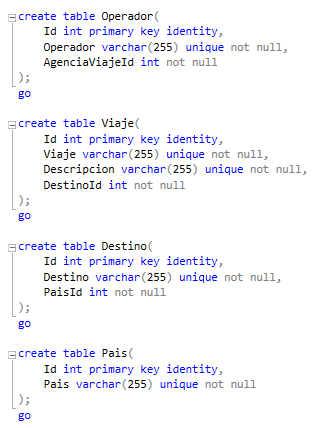 create table Operador(
Id int primary key identity,
Operador varchar(255) unique not null,
AgenciaViajeId int not null
);
go
create table Viaje(
Id int primary key identity,
Viaje varchar(255) unique not null,
Descripcion varchar(255) unique not null,
DestinoId int not null
);
go
create table Destino(
Id int primary key identity,
Destino varchar(255) unique not null,
PaisId int not null
);
go
create table Pais(
Id int primary key identity,
Pais varchar(255) unique not null
);
go